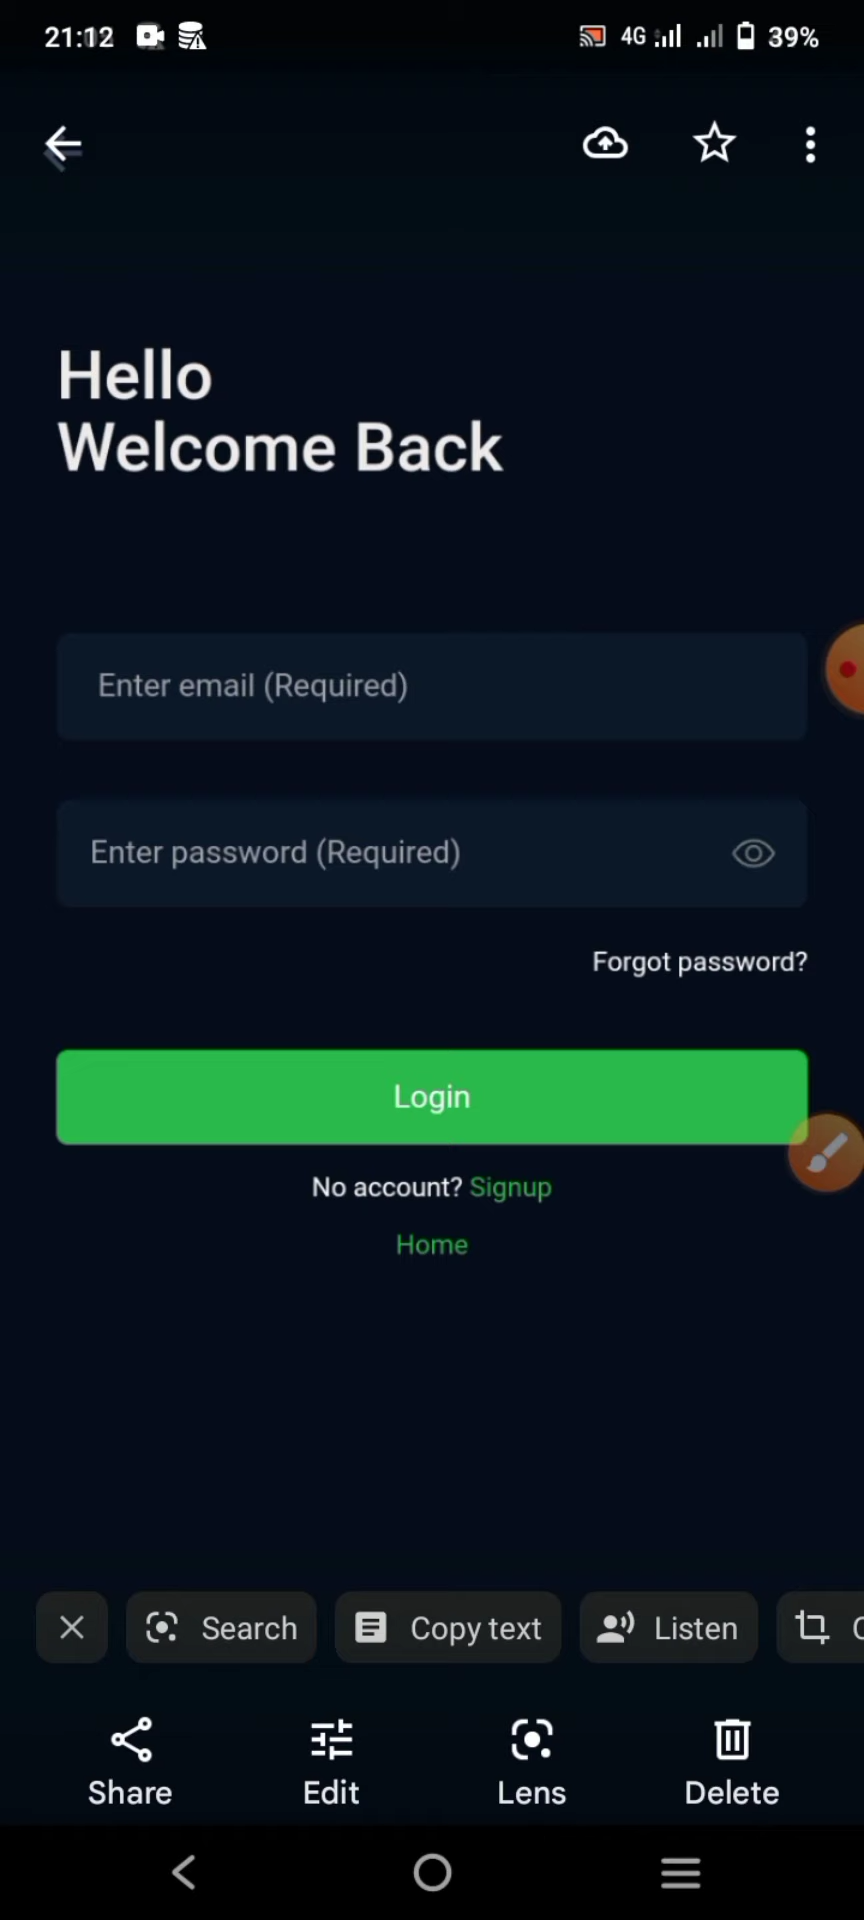 21:12
4G
39%
Hello
Welcome Back
Enter email (Required)
Enter password (Required)
Forgot password?
Login
No account? Signup
Home
Search
Copy text
Listen
Share
Edit
Lens
Delete